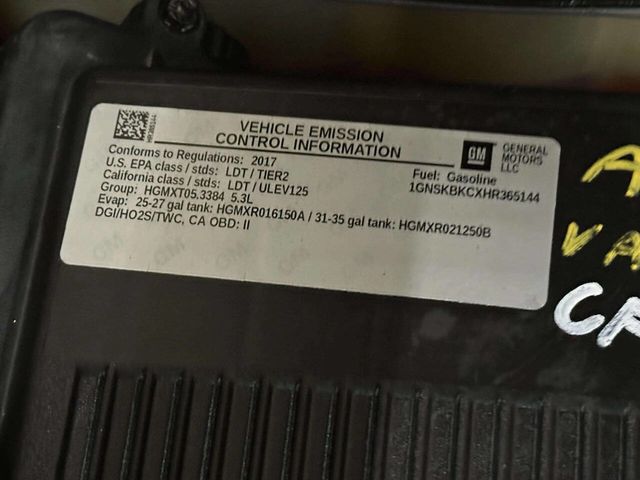 VEHICLE EMISSION
CONTROL INFORMATION
GM
GENERAL
MOTORS
LLC
Conforms to Regulations: 2017
U.S. EPA class / stds: LDT / TIER2
California class / stds: LDT / ULEV125
Group: HGMXT05.3384 5.3L
Evap: 25-27 gal tank: HGMXR016150A / 31-35 gal tank: HGMXR021250B
DGI/HO2S/TWC, CA OBD: II
Fuel: Gasoline
1GNSKBKCXHR365144